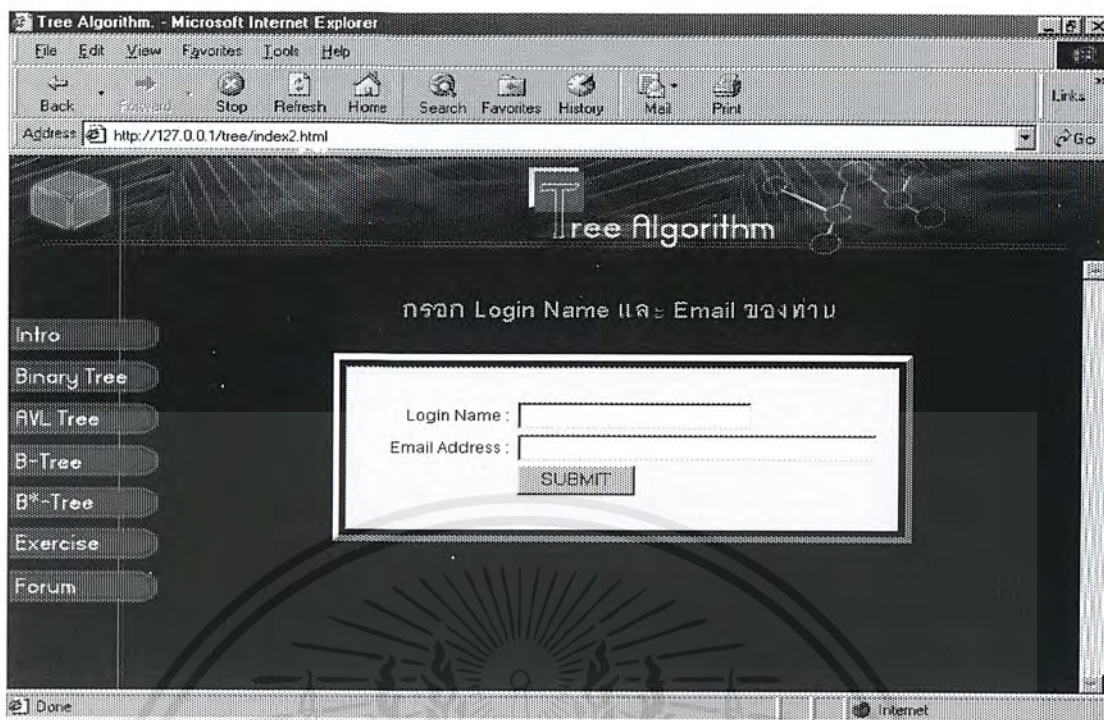 Tree Algorithm. - Microsoft Internet Explorer
File Edit View Favorites Tools Help
Back Forward Stop Refresh Home Search Favorites History Mail Print Links
Address http://127.0.0.1/tree/index2.html Go
Tree Algorithm
กรอก Login Name และ Email ของท่าน
Intro
Binary Tree
AVL Tree
B-Tree
B*-Tree
Exercise
Forum
Login Name :
Email Address :
SUBMIT
Done Internet